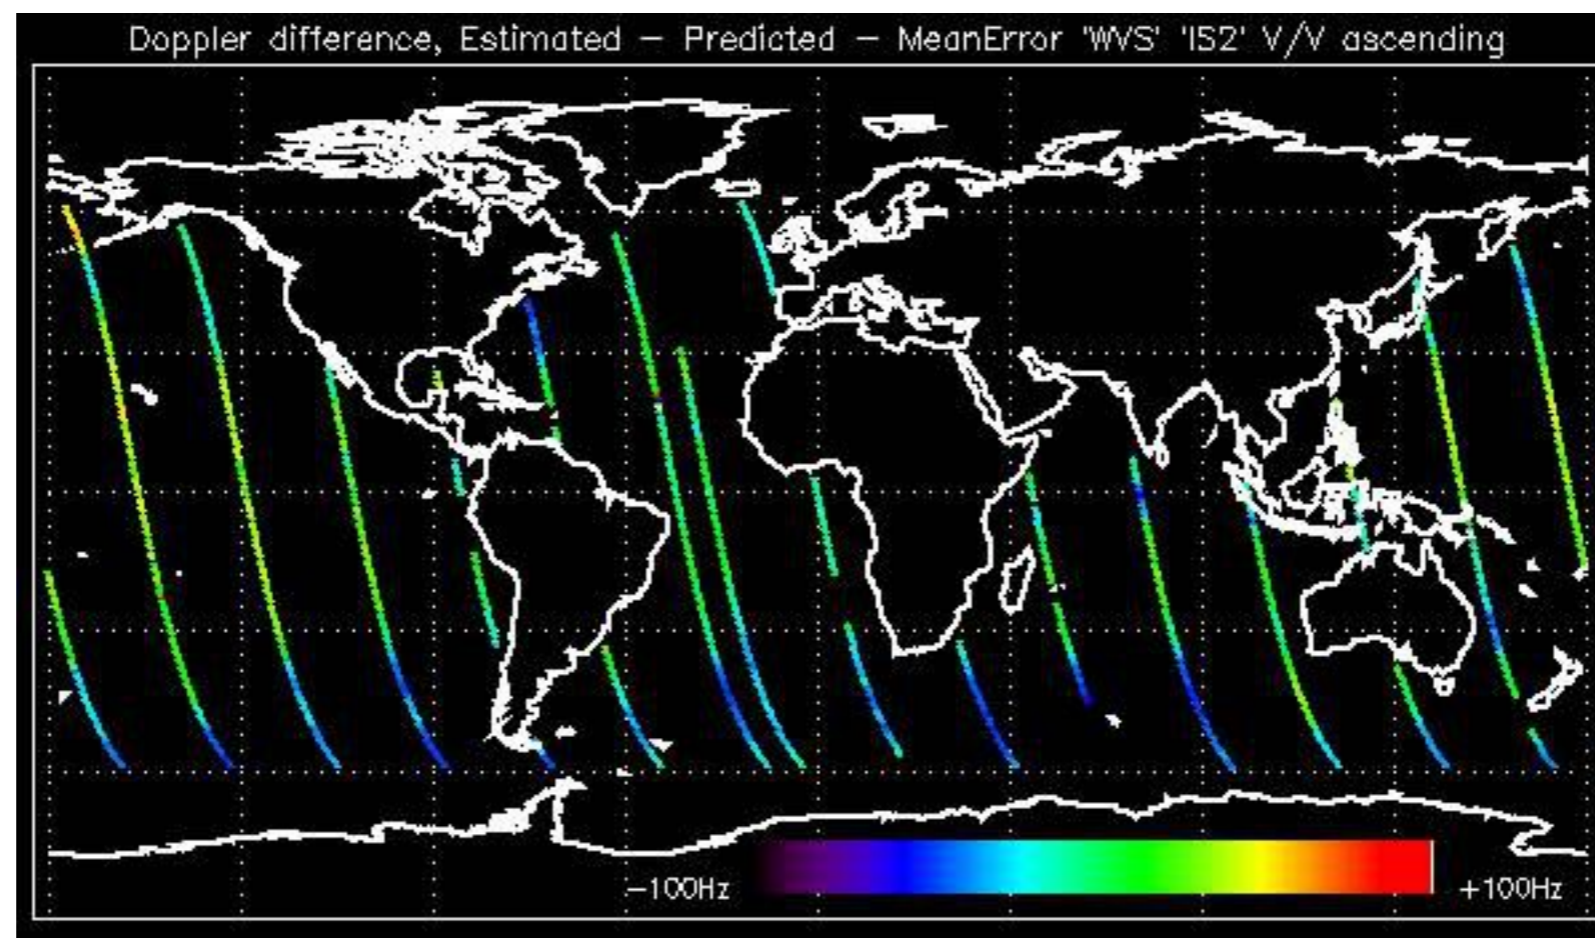 Doppler difference, Estimated – Predicted – MeanError 'WVS' 'IS2' V/V ascending
−100Hz +100Hz